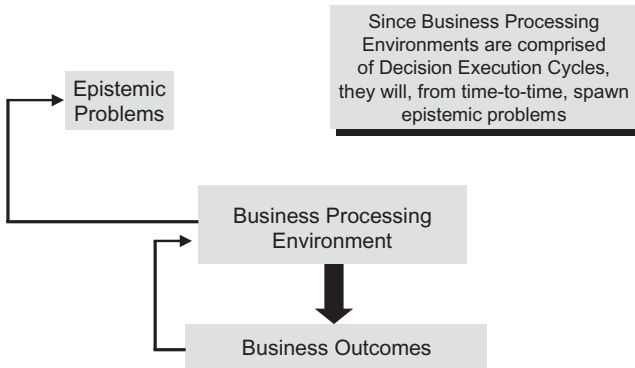 Since Business Processing
Environments are comprised
of Decision Execution Cycles,
they will, from time-to-time, spawn
epistemic problems
Epistemic
Problems
Business Processing
Environment
Business Outcomes